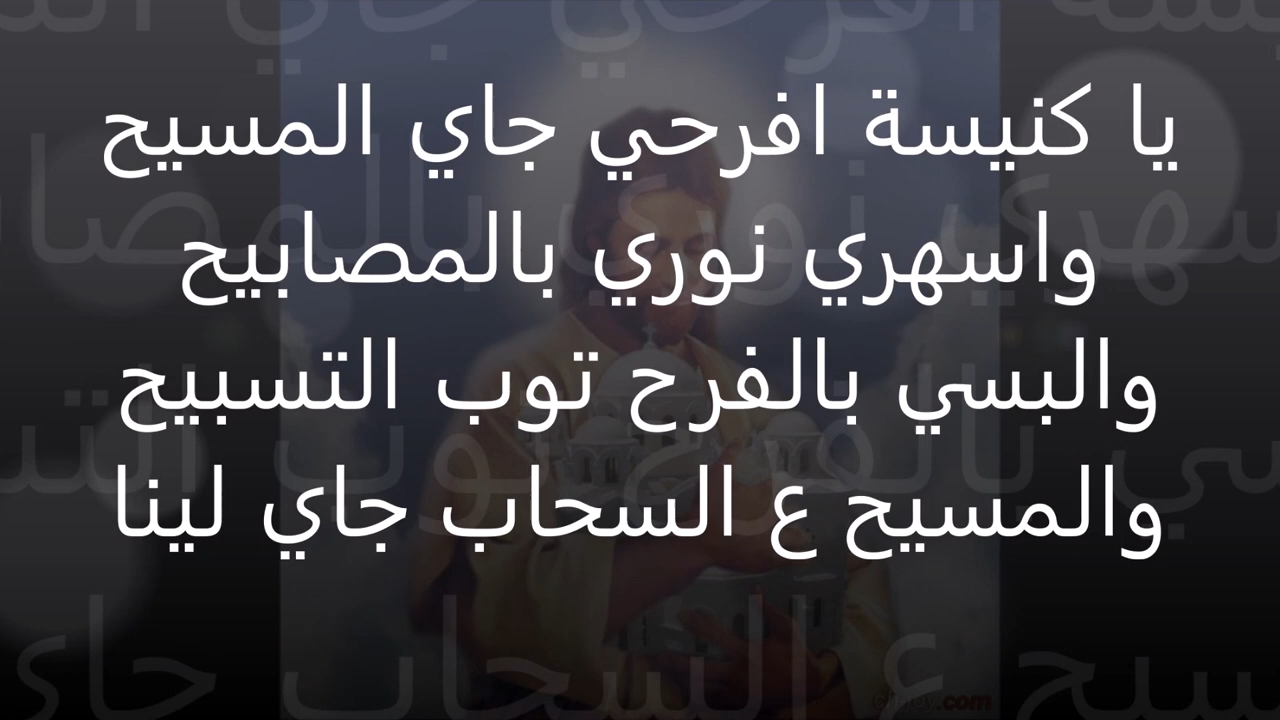 يا كنيسة افرحي جاي المسيح
واسهري نوري بالمصابيح
والبسي بالفرح توب التسبيح
والمسيح ع السحاب جاي لينا